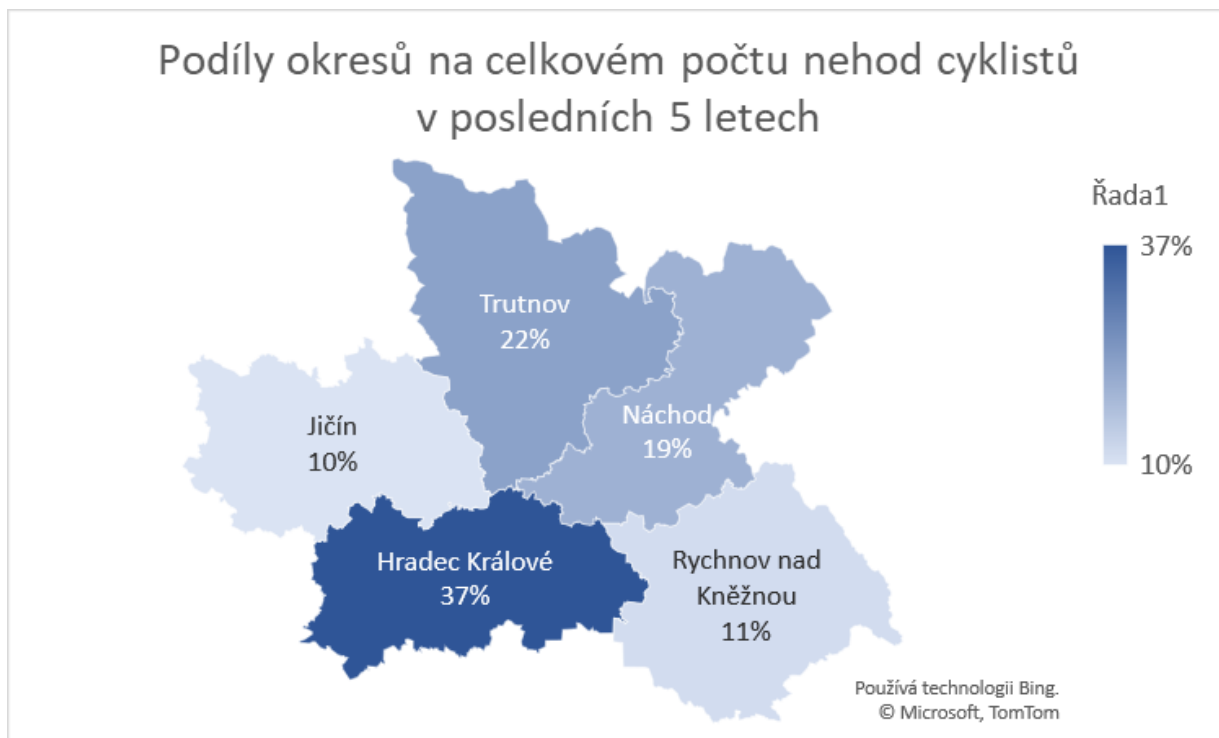 Podíly okresů na celkovém počtu nehod cyklistů
v posledních 5 letech
Řada1
37%
10%
Trutnov
22%
Náchod
19%
Jičín
10%
Hradec Králové
37%
Rychnov nad
Kněžnou
11%
Používá technologii Bing.
© Microsoft, TomTom